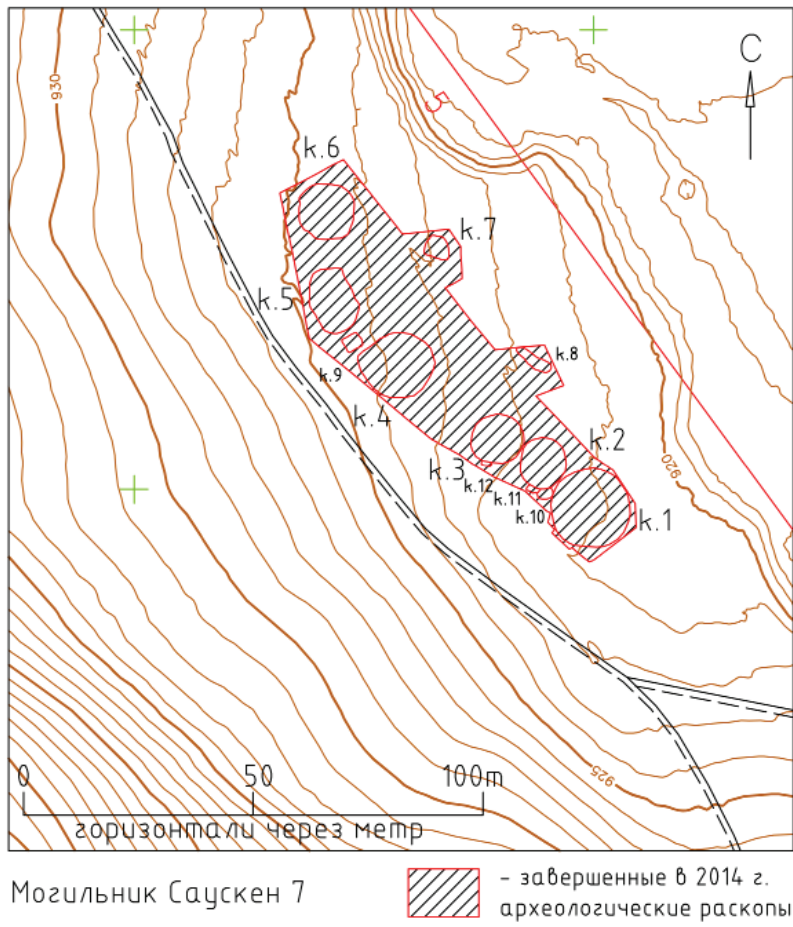 С
930
5
к.6
к.7
к.5
к.8
к.9
к.4
к.2
к.3
920
к.12
к.11
к.10
к.1
925
0 50 100m
горизонтали через метр
Могильник Саускен 7
- завершенные в 2014 г.
археологические раскопы